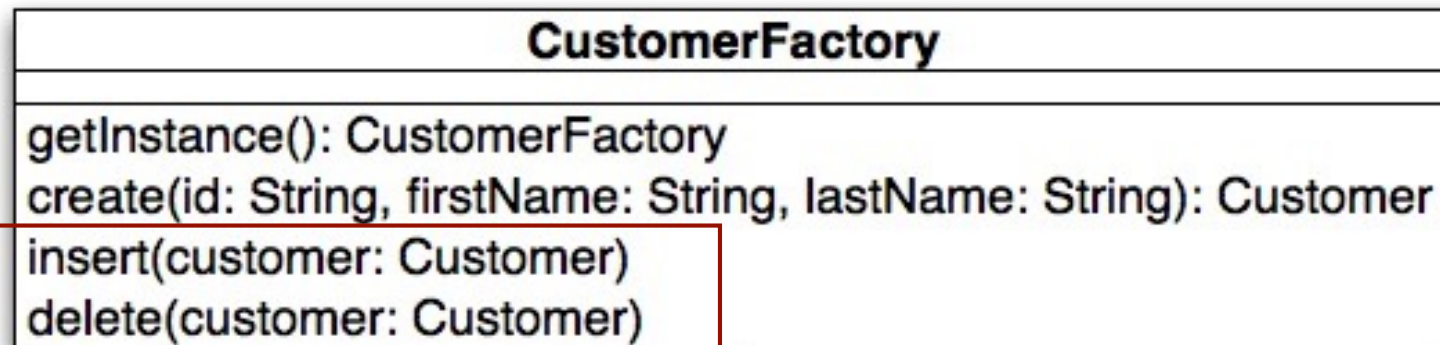 CustomerFactory
getInstance(): CustomerFactory
create(id: String, firstName: String, lastName: String): Customer
insert(customer: Customer)
delete(customer: Customer)